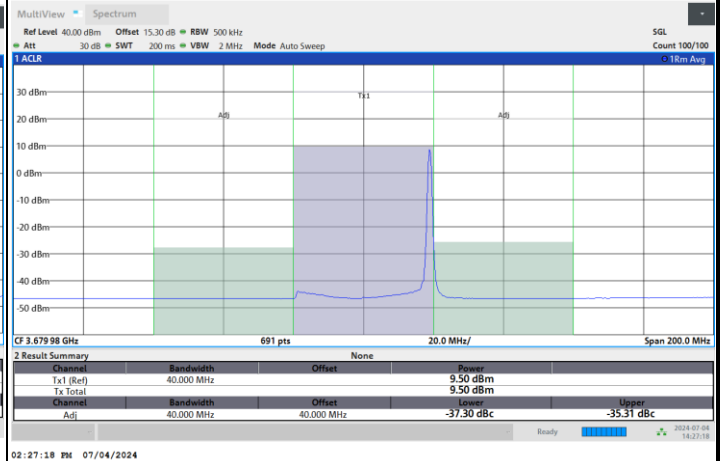 MultiView Spectrum
Ref Level 40.00 dBm Offset 15.30 dB RBW 500 kHz SGL
Att 30 dB SWT 200 ms VBW 2 MHz Mode Auto Sweep Count 100/100
1 ACLR 1Rm Avg
30 dBm
Tx1
20 dBm Adj Adj
10 dBm
0 dBm
-10 dBm
-20 dBm
-30 dBm
-40 dBm
-50 dBm
CF 3.679 98 GHz 691 pts 20.0 MHz/ Span 200.0 MHz
2 Result Summary None
Channel Bandwidth Offset Power
Tx1 (Ref) 40.000 MHz 9.50 dBm
Tx Total 9.50 dBm
Channel Bandwidth Offset Lower Upper
Adj 40.000 MHz 40.000 MHz -37.30 dBc -35.31 dBc
Ready 2024-07-04
14:27:18
02:27:18 PM 07/04/2024